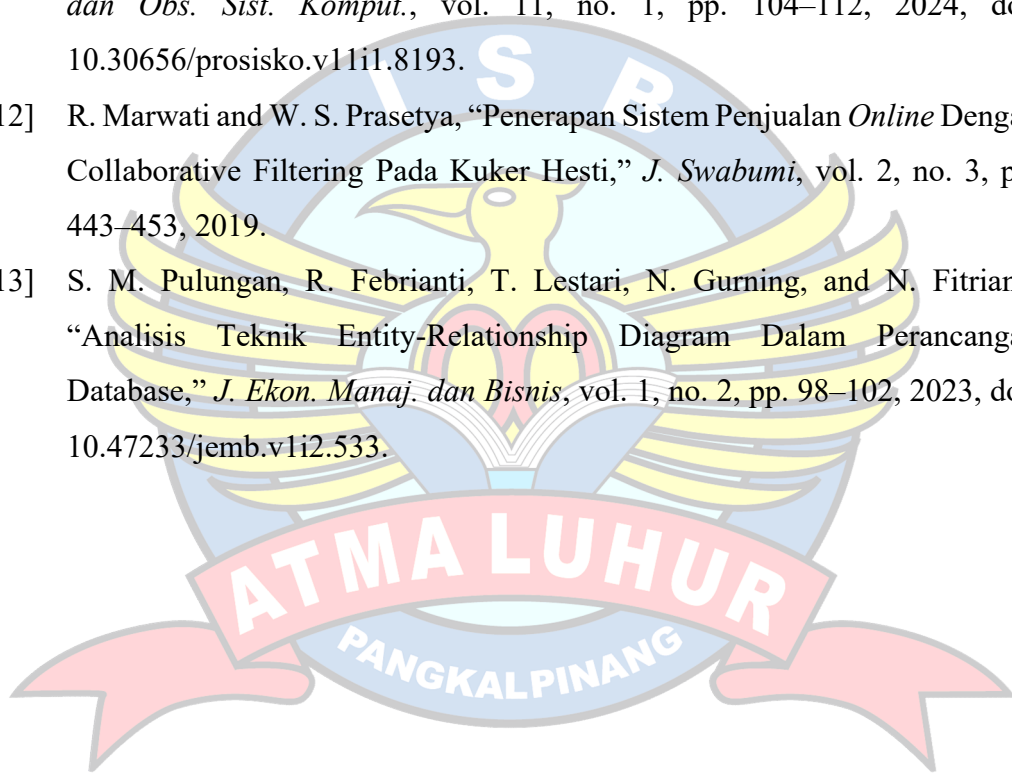 dan Obs. Sist. Komput., vol. 11, no. 1, pp. 104–112, 2024, do
10.30656/prosisko.v11i1.8193.
12] R. Marwati and W. S. Prasetya, “Penerapan Sistem Penjualan Online Denga
Collaborative Filtering Pada Kuker Hesti,” J. Swabumi, vol. 2, no. 3, p
443–453, 2019.
13] S. M. Pulungan, R. Febrianti, T. Lestari, N. Gurning, and N. Fitrian
“Analisis Teknik Entity-Relationship Diagram Dalam Perancanga
Database,” J. Ekon. Manaj. dan Bisnis, vol. 1, no. 2, pp. 98–102, 2023, do
10.47233/jemb.v1i2.533.
I S B
ATMA LUHUR
PANGKALPINANG